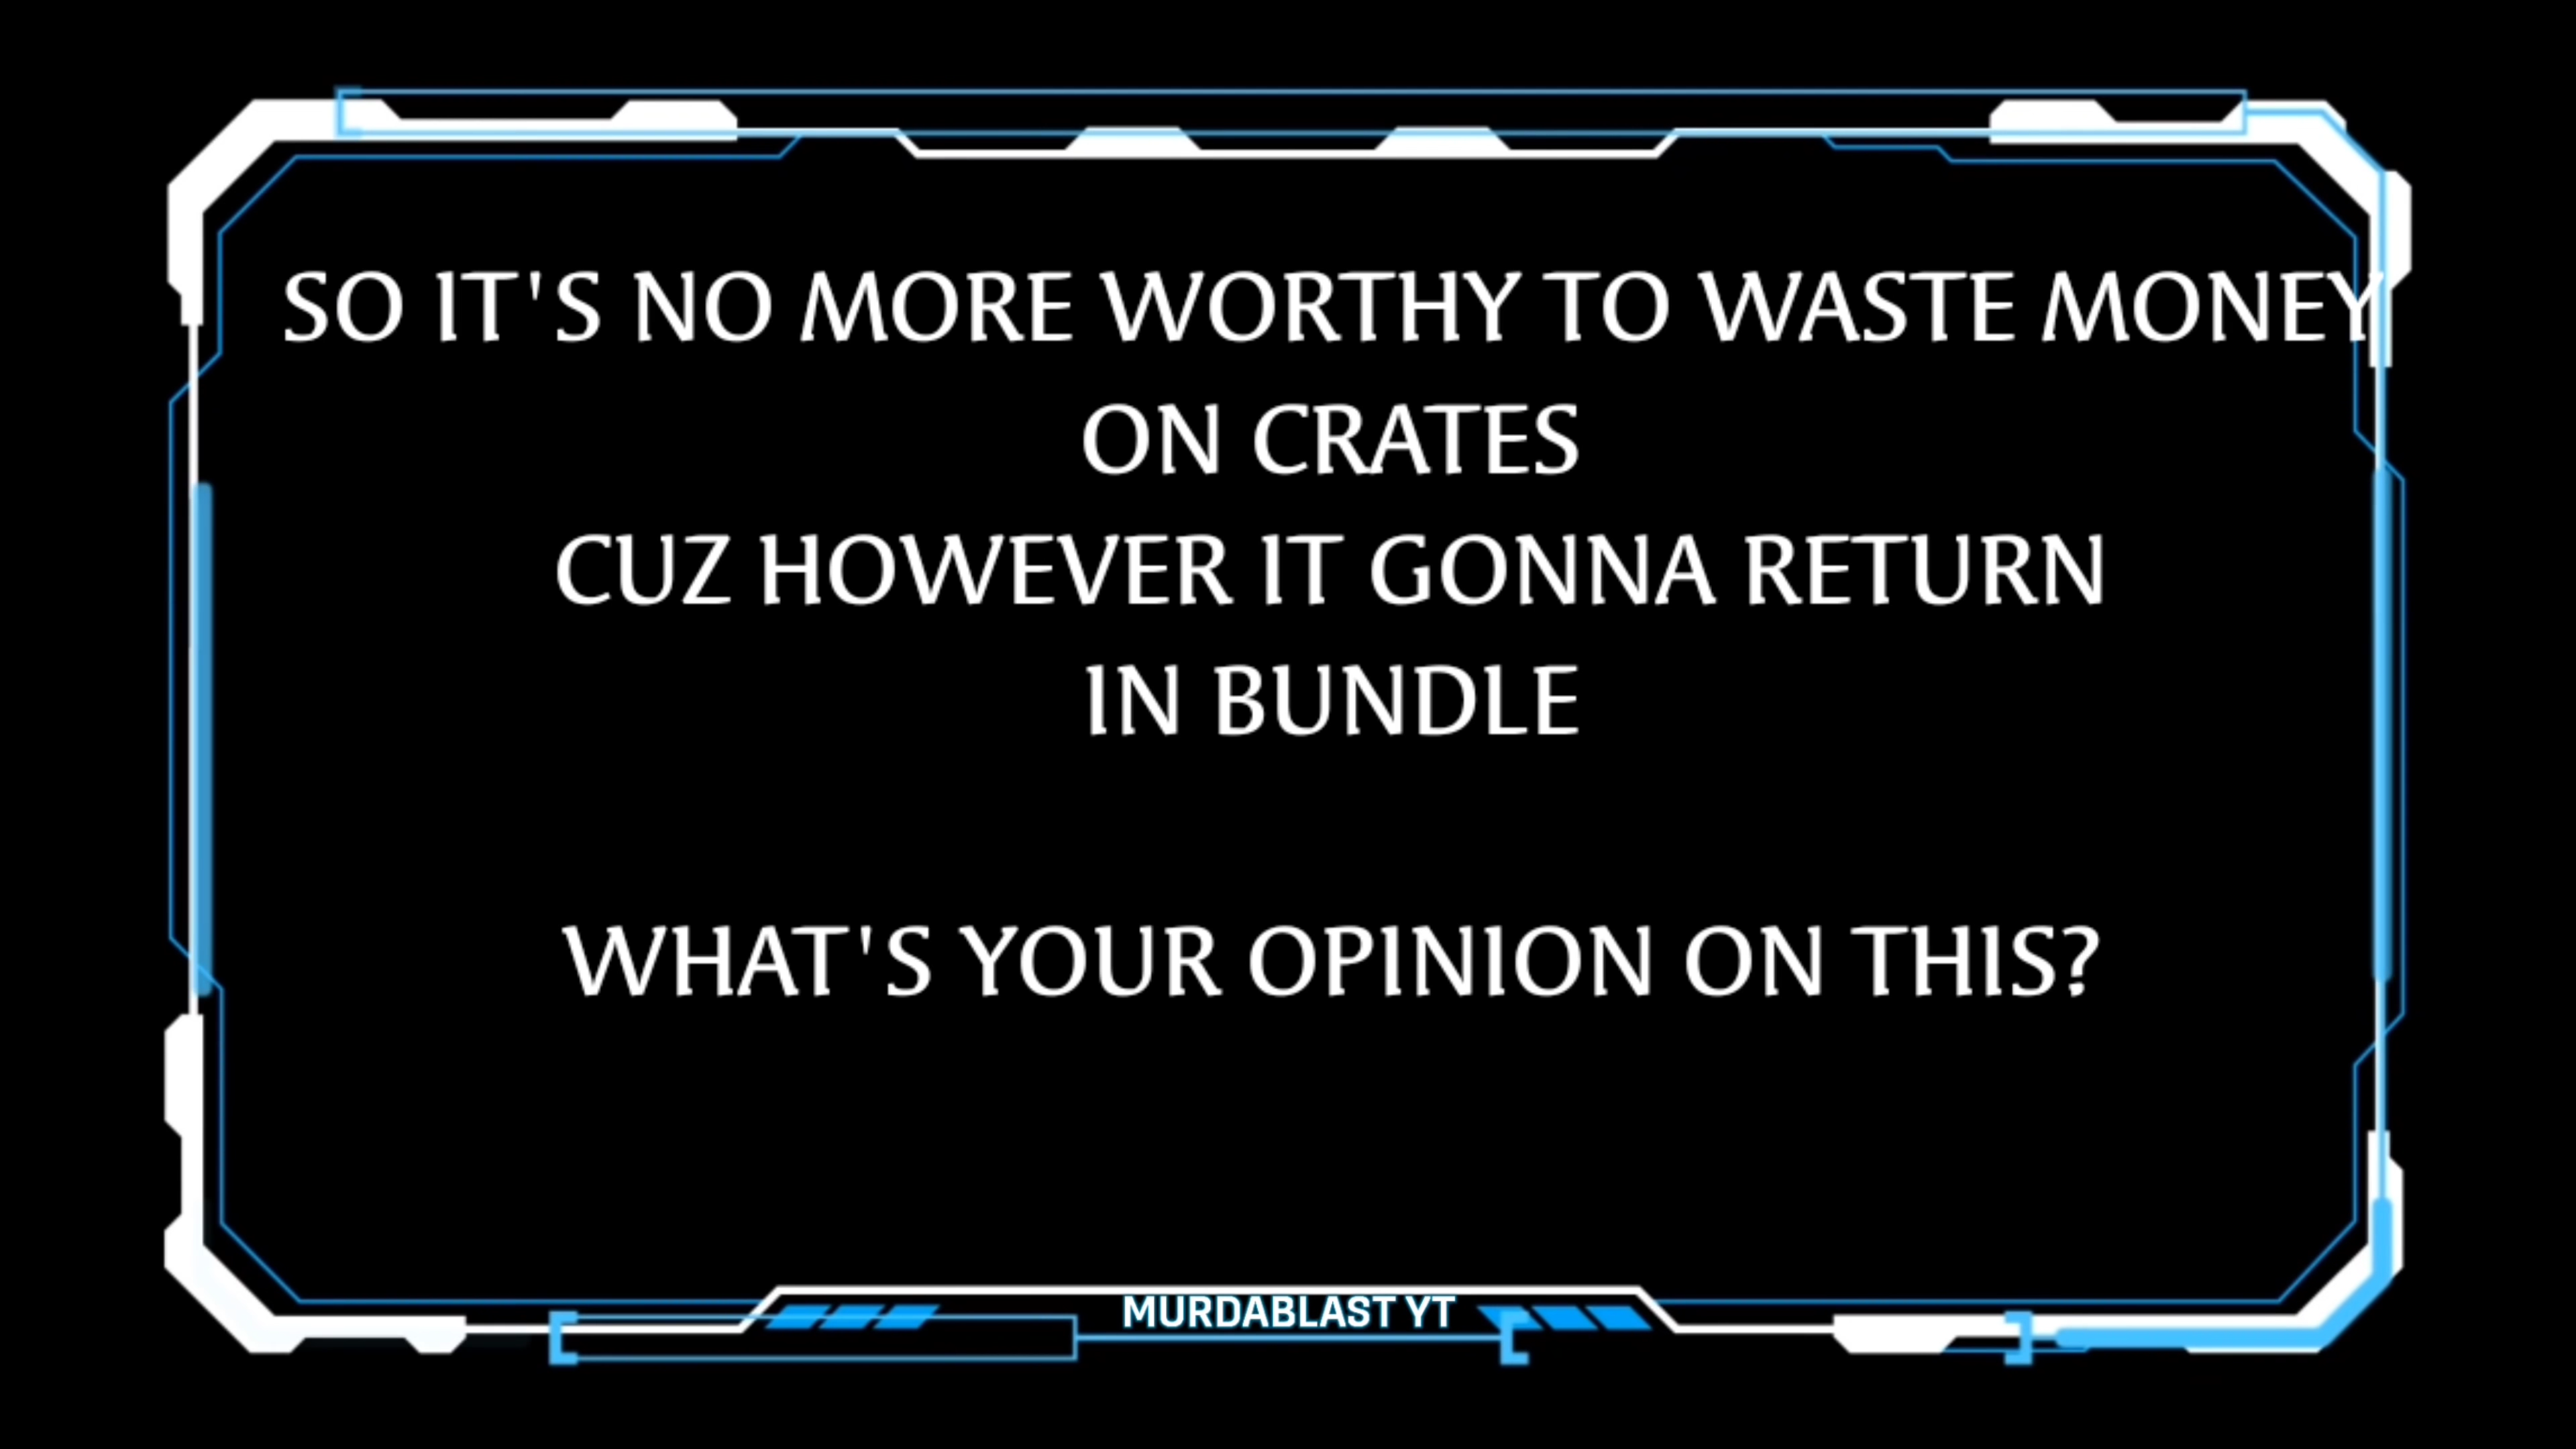 SO IT'S NO MORE WORTHY TO WASTE MONEY
ON CRATES
CUZ HOWEVER IT GONNA RETURN
IN BUNDLE
WHAT'S YOUR OPINION ON THIS?
MURDABLAST YT